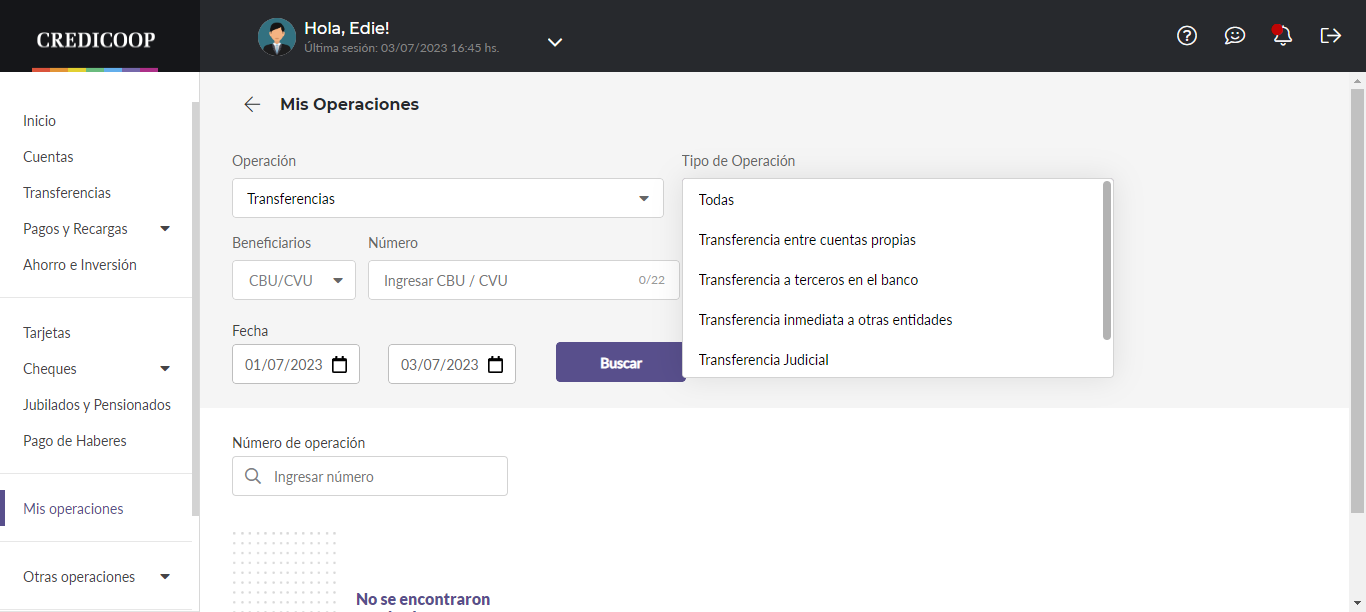 CREDICOOP
Hola, Edie!
Última sesión: 03/07/2023 16:45 hs.
Inicio
Cuentas
Transferencias
Pagos y Recargas
Ahorro e Inversión
Tarjetas
Cheques
Jubilados y Pensionados
Pago de Haberes
Mis operaciones
Otras operaciones
Mis Operaciones
Operación
Transferencias
Tipo de Operación
Todas
Transferencia entre cuentas propias
Transferencia a terceros en el banco
Transferencia inmediata a otras entidades
Transferencia Judicial
Beneficiarios
CBU/CVU
Número
Ingresar CBU / CVU 0/22
Fecha
01/07/2023
03/07/2023
Buscar
Número de operación
Ingresar número
No se encontraron